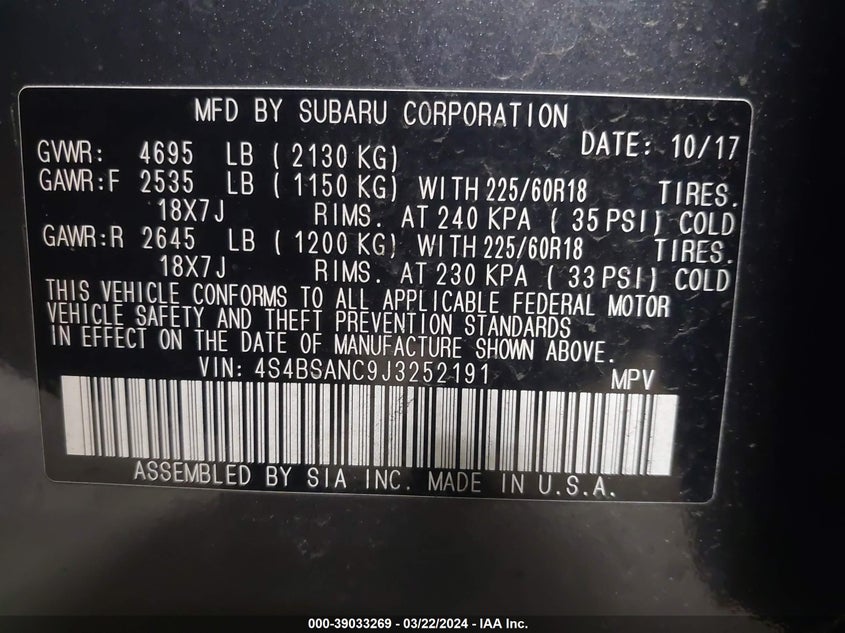 MFD BY SUBARU CORPORATION
DATE: 10/17
GVWR: 4695 LB ( 2130 KG)
GAWR:F 2535 LB ( 1150 KG) WITH 225/60R18 TIRES.
18X7J RIMS. AT 240 KPA ( 35 PSI) COLD
GAWR:R 2645 LB ( 1200 KG) WITH 225/60R18 TIRES.
18X7J RIMS. AT 230 KPA ( 33 PSI) COLD
THIS VEHICLE CONFORMS TO ALL APPLICABLE FEDERAL MOTOR
VEHICLE SAFETY AND THEFT PREVENTION STANDARDS
IN EFFECT ON THE DATE OF MANUFACTURE SHOWN ABOVE.
VIN: 4S4BSANC9J3252191 MPV
ASSEMBLED BY SIA INC. MADE IN U.S.A.
000-39033269 - 03/22/2024 - IAA Inc.